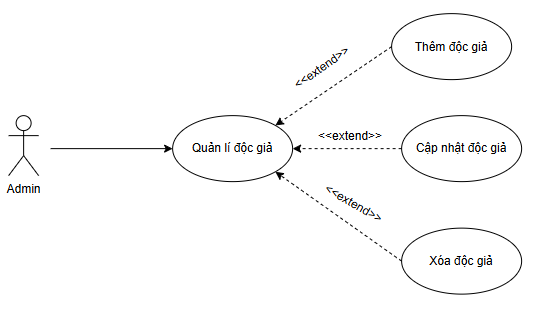 Thêm độc giả
<<extend>>
Quản lí độc giả
<<extend>>
Cập nhật độc giả
Admin
<<extend>>
Xóa độc giả